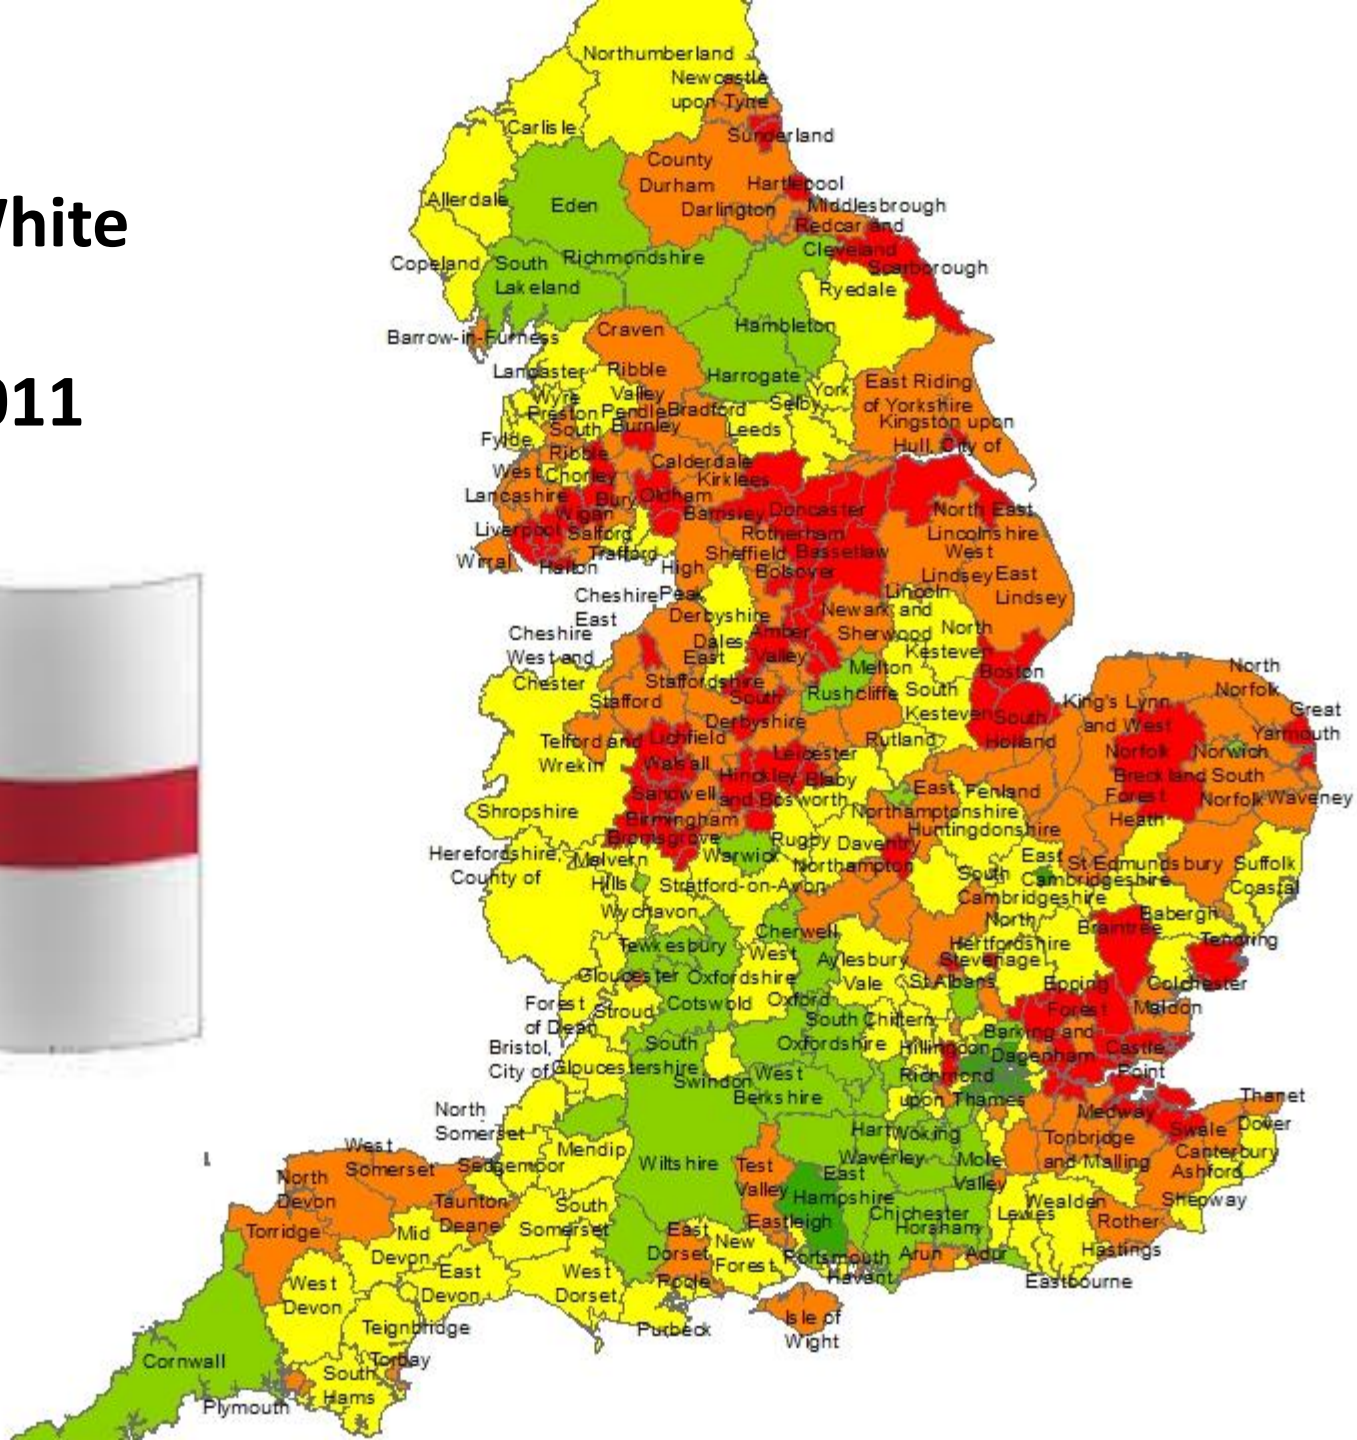 White
011
Northumberland
Newcastle
upon Tyne
Carlisle
Sunderland
County
Durham
Hartlepool
Allerdale
Eden
Darlington
Middlesbrough
Redcar and
Cleveland
Copeland
South
Lakeland
Richmondshire
Scarborough
Ryedale
Barrow-in-Furness
Craven
Hambleton
Lancaster
Ribble
Valley
Harrogate
York
East Riding
of Yorkshire
Wyre
Preston
Pendle
Bradford
Selby
Fylde
South
Ribble
Burnley
Leeds
Kingston upon
Hull, City of
West
Lancashire
Chorley
Calderdale
Kirklees
Bury
Oldham
Wigan
Barnsley
Doncaster
North East
Lincolnshire
Liverpool
Salford
Rotherham
Wirral
Halton
Trafford
Sheffield
Bassetlaw
West
Lindsey
High
Peak
Bolsover
East
Lindsey
Cheshire
East
Lincoln
Cheshire
West and
Chester
Derbyshire
Dales
Newark and
Sherwood
North
Kesteven
Amber
Valley
East
Staffordshire
Melton
Boston
Rushcliffe
South
Kesteven
North
Norfolk
Stafford
South
Derbyshire
South
Holland
King's Lynn
and West
Norfolk
Great
Yarmouth
Telford and
Wrekin
Lichfield
Rutland
Norwich
Walsall
Leicester
Hinckley
and Bosworth
Blaby
Breckland
South
Norfolk
Shropshire
Sandwell
East
Northamptonshire
Fenland
Forest
Heath
Waveney
Birmingham
Huntingdonshire
Bromsgrove
Rugby
Daventry
Herefordshire,
County of
Malvern
Hills
Warwick
Northampton
East
Cambridgeshire
St Edmundsbury
Suffolk
Coastal
Stratford-on-Avon
South
Cambridgeshire
Wychavon
North
Hertfordshire
Babergh
Braintree
Tewkesbury
Cherwell
Tendring
West
Oxfordshire
Aylesbury
Vale
Stevenage
Gloucester
St Albans
Epping
Forest
Colchester
Forest
of Dean
Stroud
Cotswold
Oxford
Maldon
South
Oxfordshire
Chiltern
Barking and
Dagenham
Bristol,
City of
South
Gloucestershire
Hillingdon
Castle
Point
Swindon
West
Berkshire
Richmond
upon Thames
North
Somerset
Medway
Thanet
Swale
Dover
West
Somerset
Mendip
Hart
Woking
Tonbridge
and Malling
Canterbury
Sedgemoor
Wiltshire
Test
Valley
Waverley
Mole
Valley
Ashford
North
Devon
East
Hampshire
Shepway
Taunton
Deane
South
Somerset
Chichester
Lewes
Wealden
Torridge
Mid
Devon
East
Dorset
Eastleigh
Horsham
Rother
New
Forest
Portsmouth
Arun
Adur
Hastings
West
Devon
East
Devon
West
Dorset
Poole
Havant
Eastbourne
Teignbridge
Purbeck
Isle of
Wight
Cornwall
Torbay
South
Hams
Plymouth